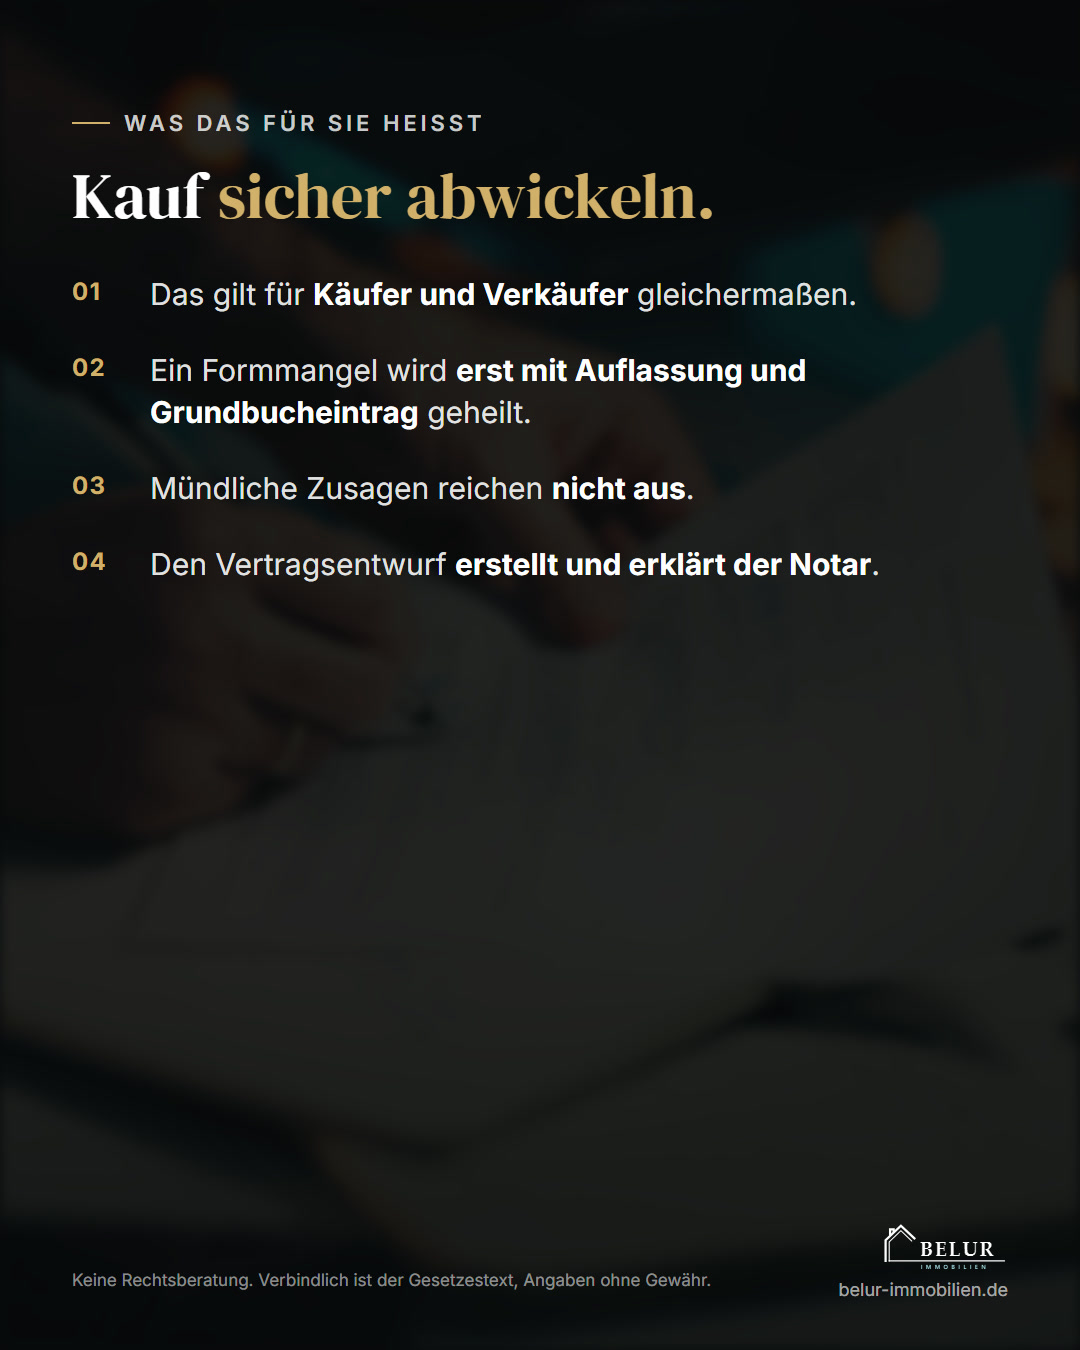 WAS DAS FÜR SIE HEISST
Kauf sicher abwickeln.
01 Das gilt für Käufer und Verkäufer gleichermaßen.
02 Ein Formmangel wird erst mit Auflassung und
Grundbucheintrag geheilt.
03 Mündliche Zusagen reichen nicht aus.
04 Den Vertragsentwurf erstellt und erklärt der Notar.
BELUR
IMMOBILIEN
Keine Rechtsberatung. Verbindlich ist der Gesetzestext, Angaben ohne Gewähr.
belur-immobilien.de